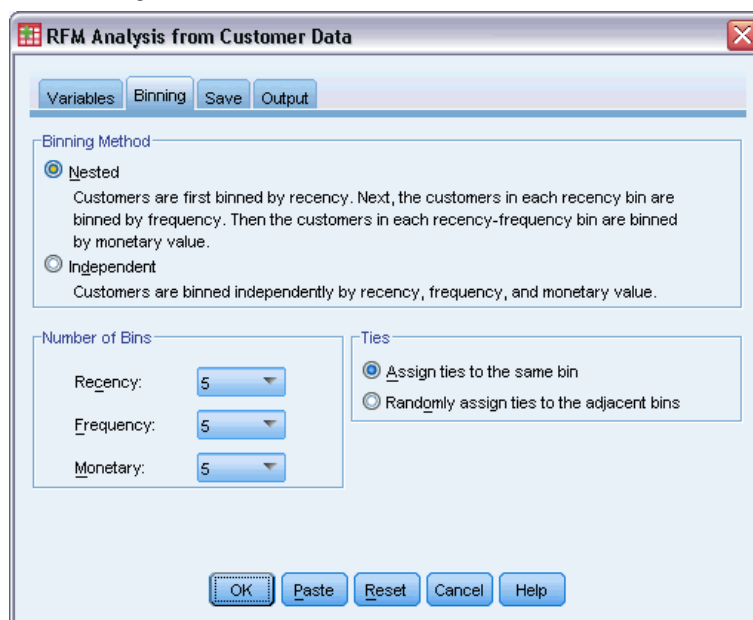 RFM Analysis from Customer Data
Variables Binning Save Output
Binning Method
Nested
Customers are first binned by recency. Next, the customers in each recency bin are
binned by frequency. Then the customers in each recency-frequency bin are binned
by monetary value.
Independent
Customers are binned independently by recency, frequency, and monetary value.
Number of Bins
Recency: 5
Frequency: 5
Monetary: 5
Ties
Assign ties to the same bin
Randomly assign ties to the adjacent bins
OK Paste Reset Cancel Help